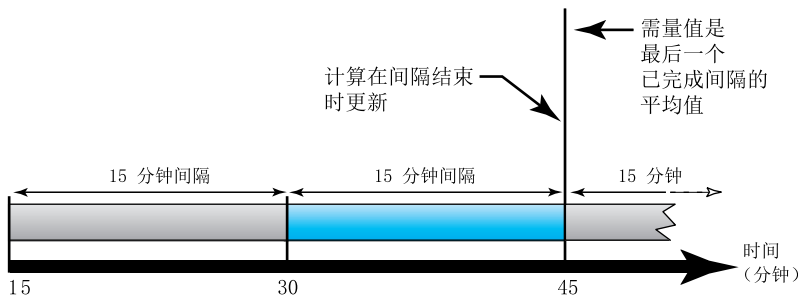 需量值是
最后一个
已完成间隔的
平均值
计算在间隔结束
时更新
15 分钟间隔
15 分钟间隔
15 分钟
时间
(分钟)
15
30
45